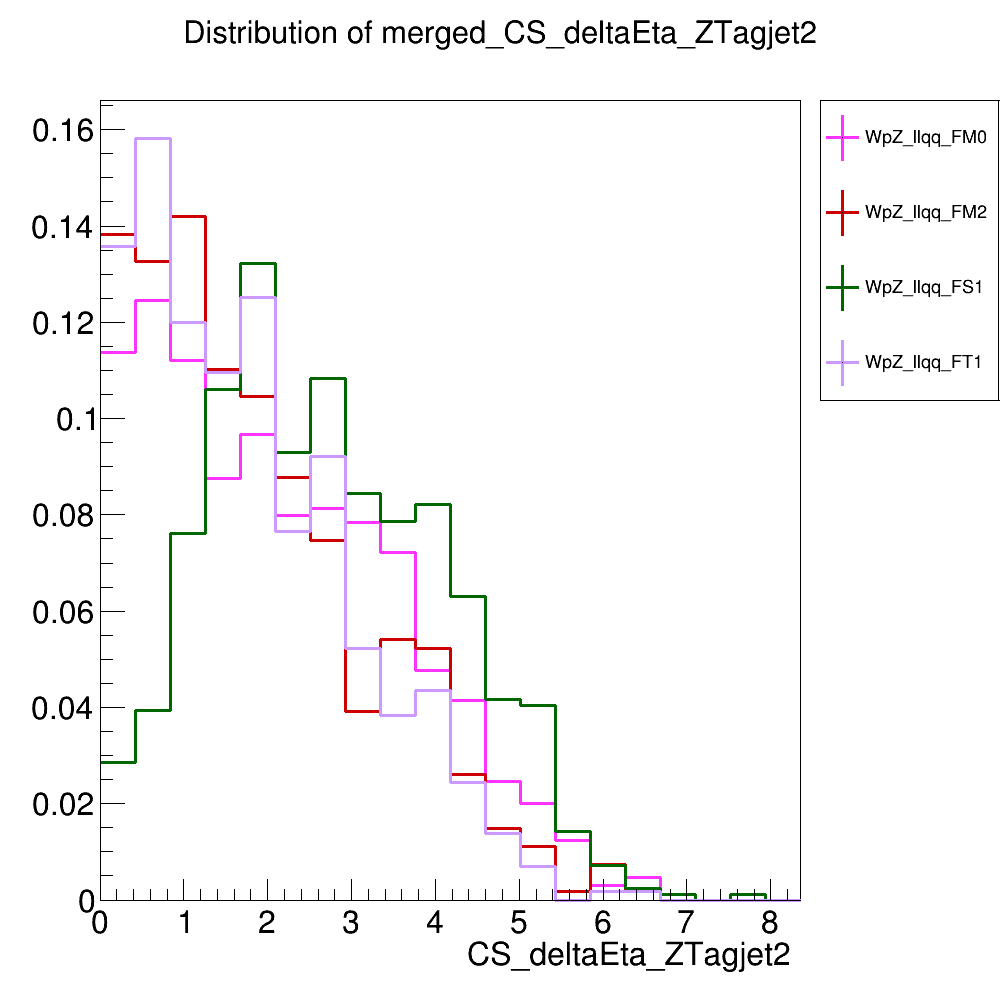 Distribution of merged_CS_deltaEta_ZTagjet2
0.16
0.14
0.12
0.1
0.08
0.06
0.04
0.02
0
0 1 2 3 4 5 6 7 8
CS_deltaEta_ZTagjet2
WpZ_llqq_FM0
WpZ_llqq_FM2
WpZ_llqq_FS1
WpZ_llqq_FT1